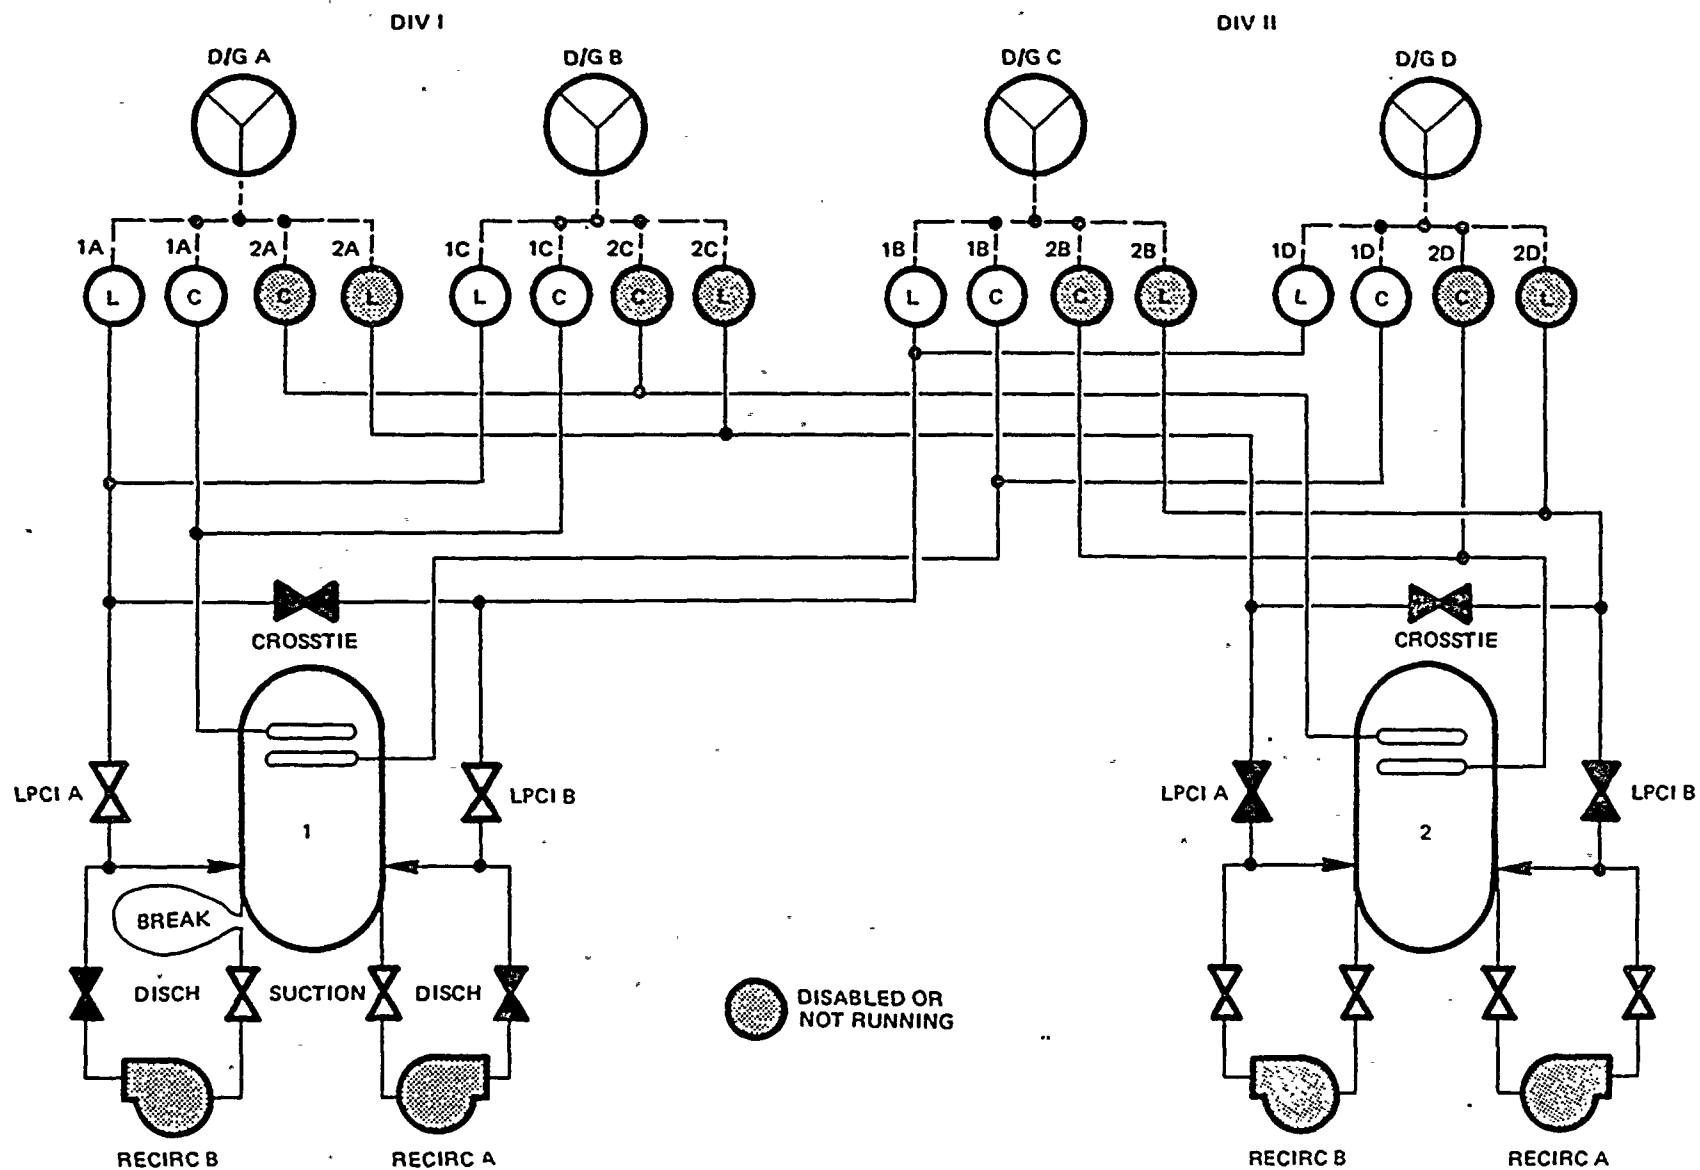 DIV I
DIV II
D/G A
D/G B
D/G C
D/G D
1A
1A
2A
2A
1C
1C
2C
2C
1B
1B
2B
2B
1D
1D
2D
2D
L
C
C
L
L
C
C
L
L
C
C
L
L
C
C
L
CROSSTIE
CROSSTIE
LPCI A
LPCI B
LPCI A
LPCI B
1
2
BREAK
DISCH
SUCTION
DISCH
DISABLED OR
NOT RUNNING
RECIRC B
RECIRC A
RECIRC B
RECIRC A